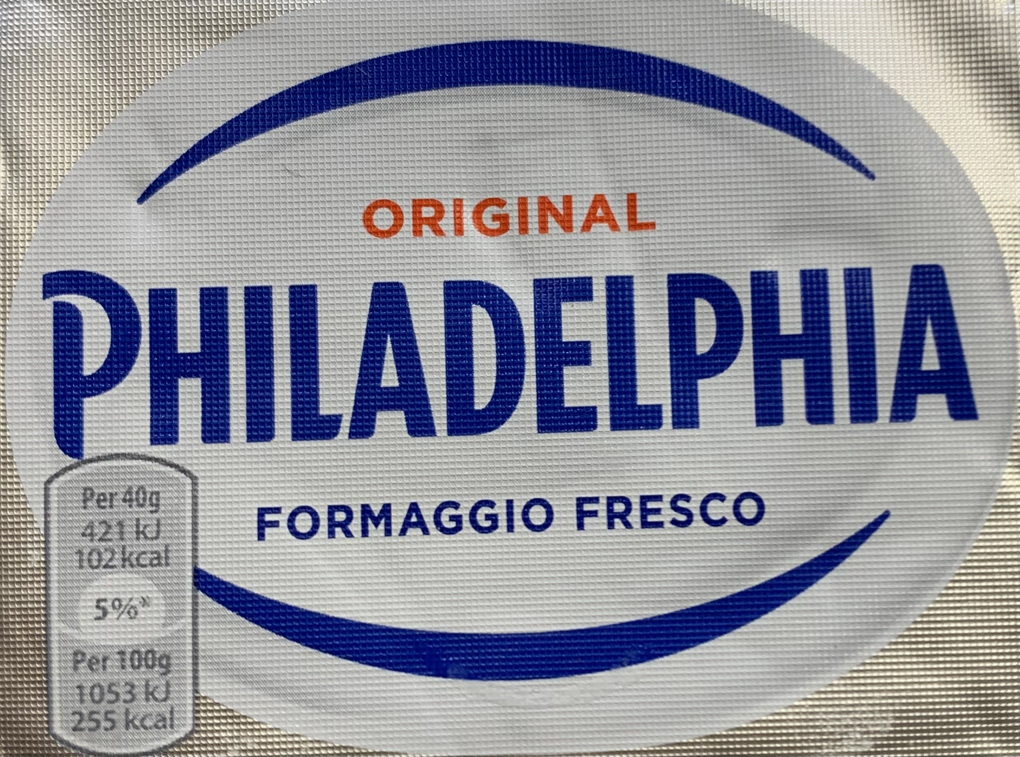 ORIGINAL
PHILADELPHIA
FORMAGGIO FRESCO
Per 40g
421 kJ
102 kcal
5%*
Per 100g
1053 kJ
255 kcal